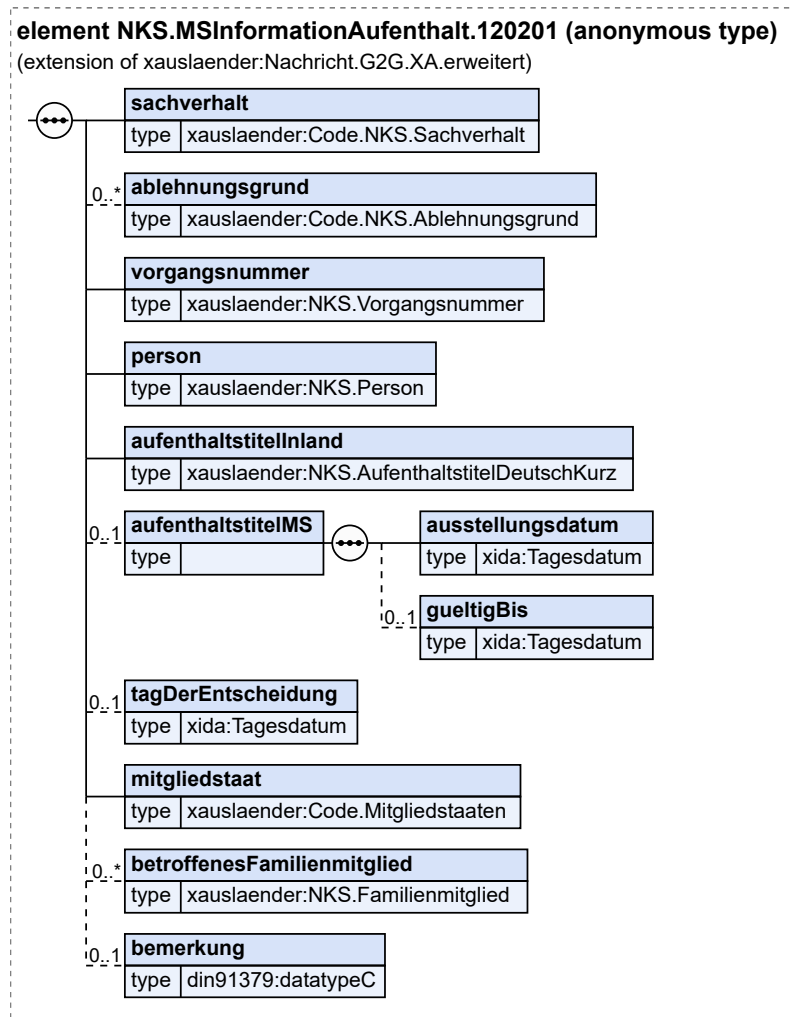 element NKS.MSInformationAufenthalt.120201 (anonymous type)
(extension of xauslaender:Nachricht.G2G.XA.erweitert)
sachverhalt
type xauslaender:Code.NKS.Sachverhalt
0..*
ablehnungsgrund
type xauslaender:Code.NKS.Ablehnungsgrund
vorgangsnummer
type xauslaender:NKS.Vorgangsnummer
person
type xauslaender:NKS.Person
aufenthaltstitelInland
type xauslaender:NKS.AufenthaltstitelDeutschKurz
0..1
aufenthaltstitelMS
type
ausstellungsdatum
type xida:Tagesdatum
0..1
gueltigBis
type xida:Tagesdatum
0..1
tagDerEntscheidung
type xida:Tagesdatum
mitgliedstaat
type xauslaender:Code.Mitgliedstaaten
0..*
betroffenesFamilienmitglied
type xauslaender:NKS.Familienmitglied
0..1
bemerkung
type din91379:datatypeC